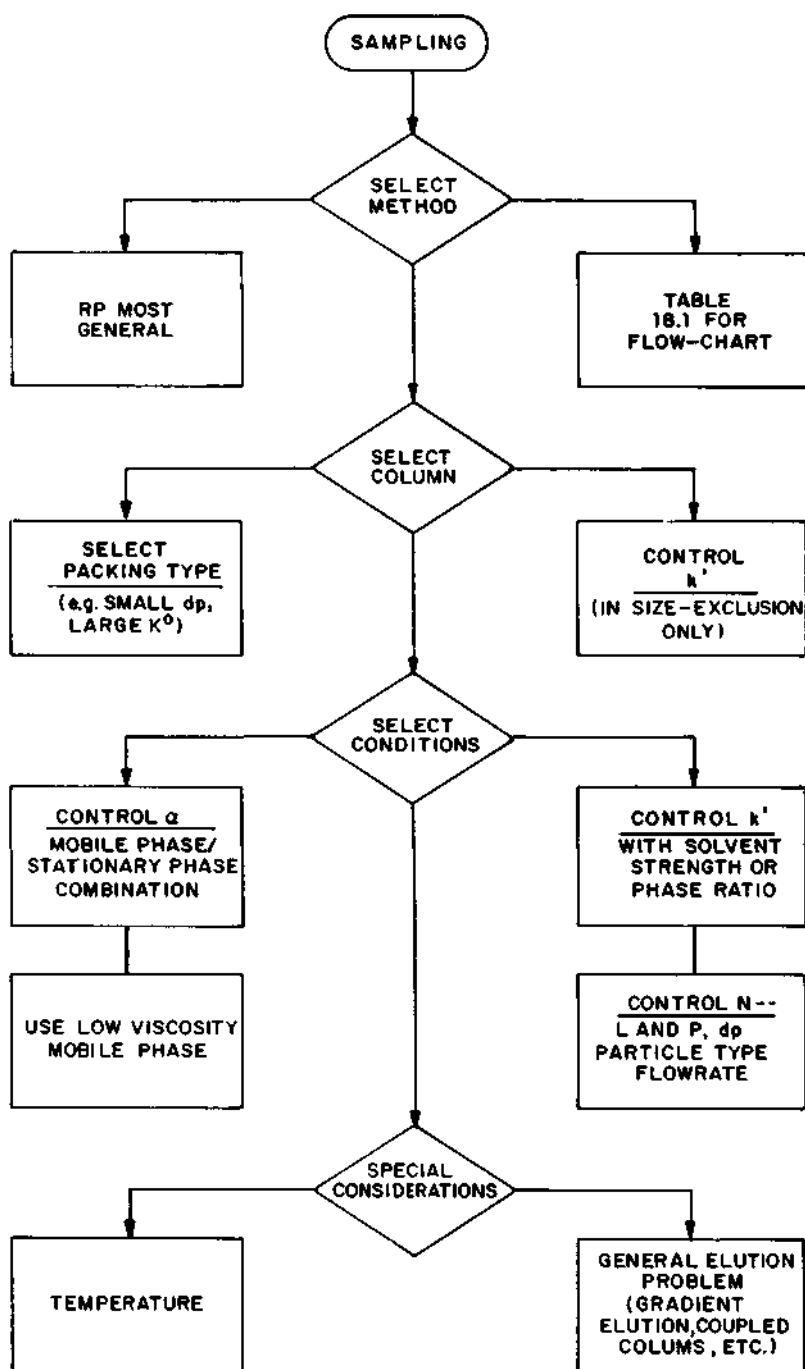 SAMPLING
SELECT
METHOD
RP MOST
GENERAL
TABLE
18.1 FOR
FLOW-CHART
SELECT
COLUMN
SELECT
PACKING TYPE
(e.g. SMALL dp,
LARGE K°)
CONTROL
k'
(IN SIZE-EXCLUSION
ONLY)
SELECT
CONDITIONS
CONTROL α
MOBILE PHASE/
STATIONARY PHASE
COMBINATION
CONTROL k'
WITH SOLVENT
STRENGTH OR
PHASE RATIO
USE LOW VISCOSITY
MOBILE PHASE
CONTROL N--
L AND P, dp
PARTICLE TYPE
FLOWRATE
SPECIAL
CONSIDERATIONS
TEMPERATURE
GENERAL ELUTION
PROBLEM
(GRADIENT
ELUTION,COUPLED
COLUMS, ETC.)